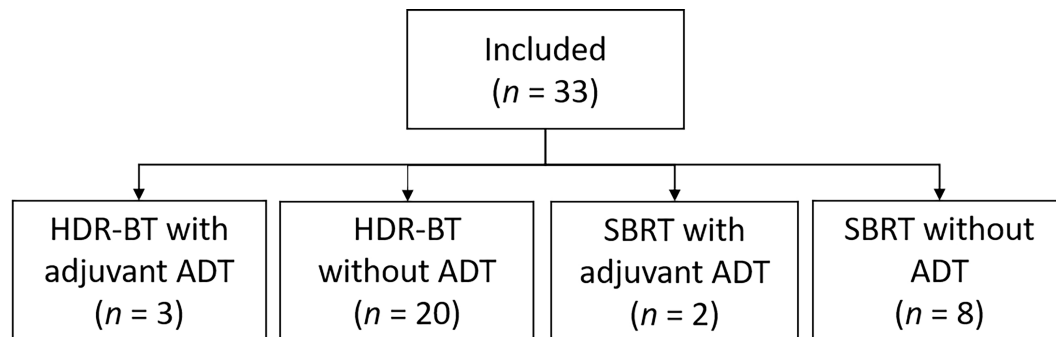 Included
(n = 33)
HDR-BT with
adjuvant ADT
(n = 3)
HDR-BT
without ADT
(n = 20)
SBRT with
adjuvant ADT
(n = 2)
SBRT without
ADT
(n = 8)